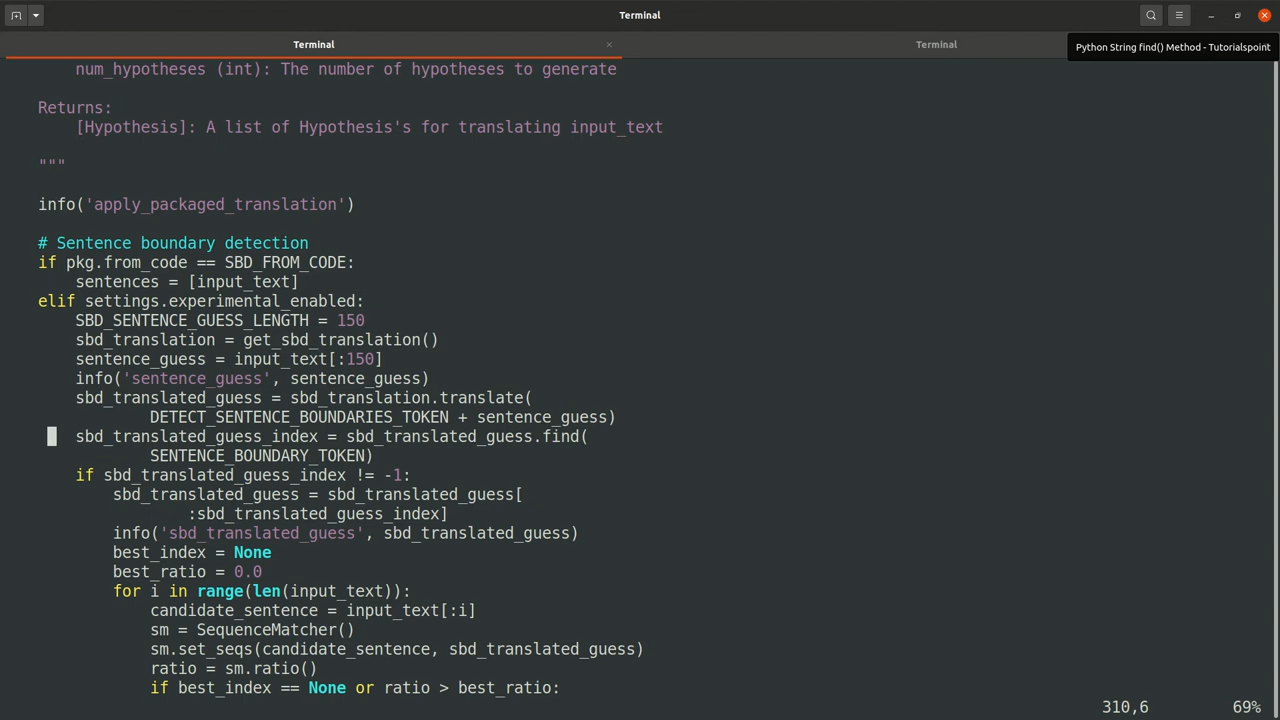 Terminal
Terminal
Terminal
Python String find() Method - Tutorialspoint
        num_hypotheses (int): The number of hypotheses to generate

    Returns:
        [Hypothesis]: A list of Hypothesis's for translating input_text

    """

    info('apply_packaged_translation')

    # Sentence boundary detection
    if pkg.from_code == SBD_FROM_CODE:
        sentences = [input_text]
    elif settings.experimental_enabled:
        SBD_SENTENCE_GUESS_LENGTH = 150
        sbd_translation = get_sbd_translation()
        sentence_guess = input_text[:150]
        info('sentence_guess', sentence_guess)
        sbd_translated_guess = sbd_translation.translate(
                DETECT_SENTENCE_BOUNDARIES_TOKEN + sentence_guess)
        sbd_translated_guess_index = sbd_translated_guess.find(
                SENTENCE_BOUNDARY_TOKEN)
        if sbd_translated_guess_index != -1:
            sbd_translated_guess = sbd_translated_guess[
                    :sbd_translated_guess_index]
            info('sbd_translated_guess', sbd_translated_guess)
            best_index = None
            best_ratio = 0.0
            for i in range(len(input_text)):
                candidate_sentence = input_text[:i]
                sm = SequenceMatcher()
                sm.set_seqs(candidate_sentence, sbd_translated_guess)
                ratio = sm.ratio()
                if best_index == None or ratio > best_ratio:
310,6 69%